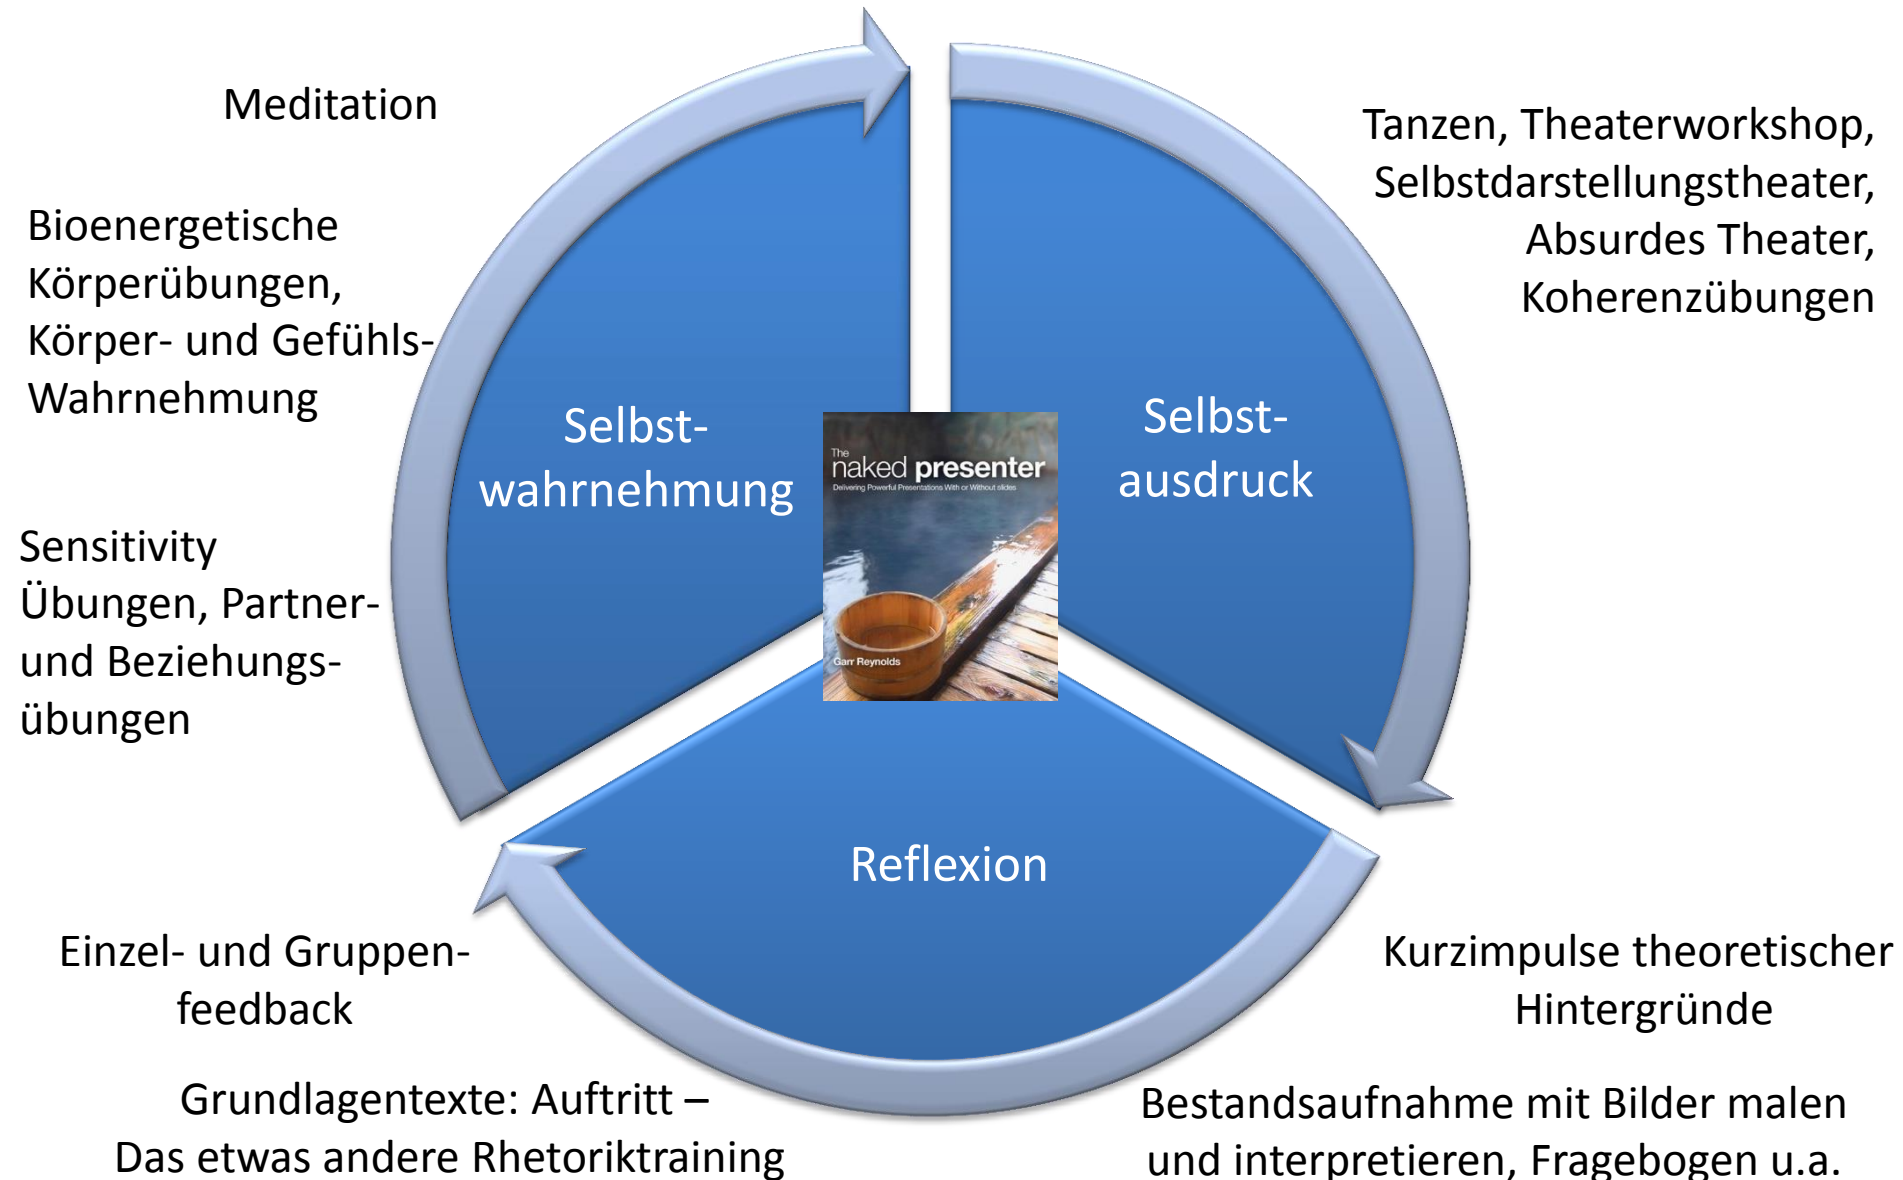 Meditation
Bioenergetische
Körperübungen,
Körper- und Gefühls-
Wahrnehmung
Sensitivity
Übungen, Partner-
und Beziehungs-
übungen
Selbst-
wahrnehmung
The
naked presenter
Delivering Powerful Presentations With or Without slides
Garr Reynolds
Selbst-
ausdruck
Tanzen, Theaterworkshop,
Selbstdarstellungstheater,
Absurdes Theater,
Koherenzübungen
Reflexion
Einzel- und Gruppen-
feedback
Grundlagentexte: Auftritt –
Das etwas andere Rhetoriktraining
Kurzimpulse theoretischer
Hintergründe
Bestandsaufnahme mit Bilder malen
und interpretieren, Fragebogen u.a.